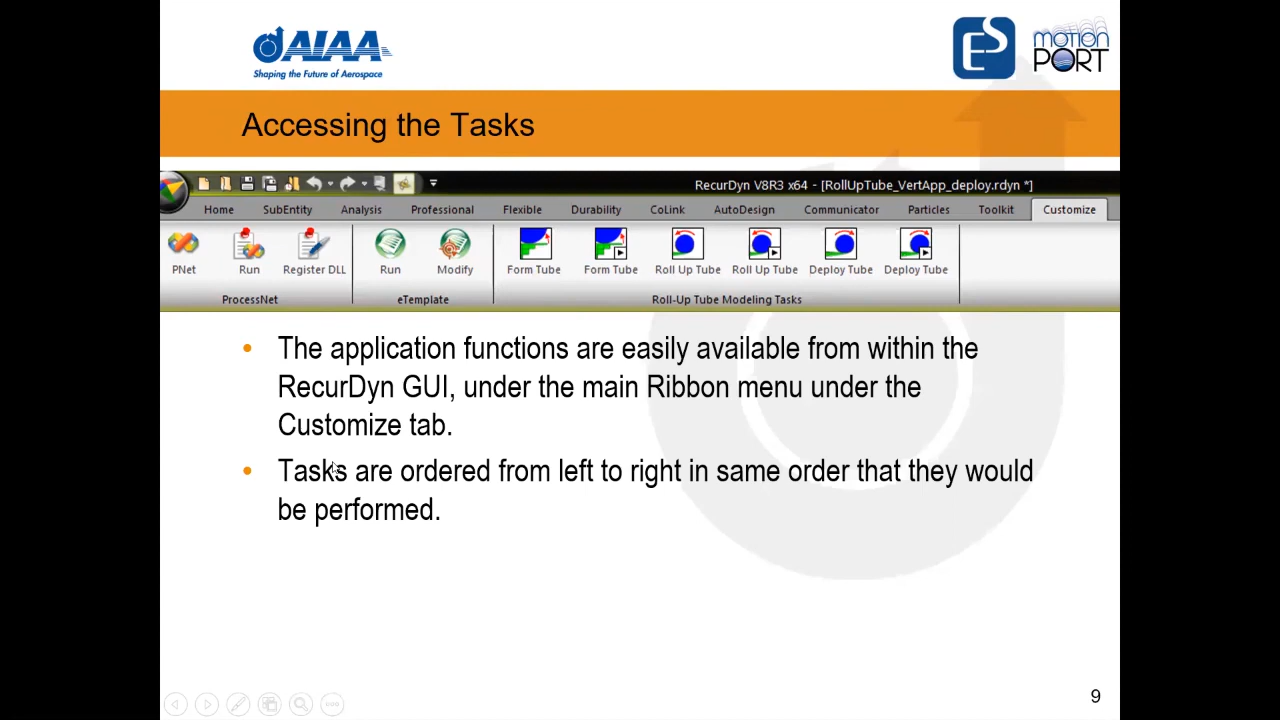 AIAA
Shaping the Future of Aerospace
ES
MOTION
PORT
Accessing the Tasks
RecurDyn V8R3 x64 - [RollUpTube_VertApp_deploy.rdyn *]
Home SubEntity Analysis Professional Flexible Durability CoLink AutoDesign Communicator Particles Toolkit Customize
PNet Run Register DLL Run Modify Form Tube Form Tube Roll Up Tube Roll Up Tube Deploy Tube Deploy Tube
ProcessNet eTemplate Roll-Up Tube Modeling Tasks
• The application functions are easily available from within the
RecurDyn GUI, under the main Ribbon menu under the
Customize tab.
• Tasks are ordered from left to right in same order that they would
be performed.
9